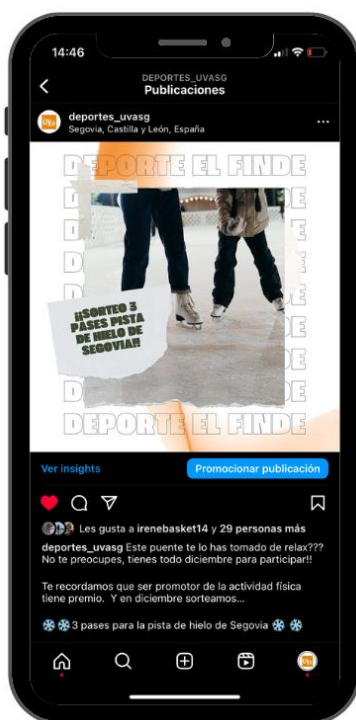 14:46
DEPORTES_UVASG
Publicaciones
deportes_uvasg
Segovia, Castilla y León, España
DEPORTE EL FINDE
¡¡SORTEO 3
PASES PISTA
DE HIELO DE
SEGOVIA!!
DEPORTE EL FINDE
Ver insights
Promocionar publicación
Les gusta a irenebasket14 y 29 personas más
deportes_uvasg Este puente te lo has tomado de relax???
No te preocupes, tienes todo diciembre para participar!!
Te recordamos que ser promotor de la actividad física
tiene premio. Y en diciembre sorteamos...
❄️ ❄️ 3 pases para la pista de hielo de Segovia ❄️ ❄️